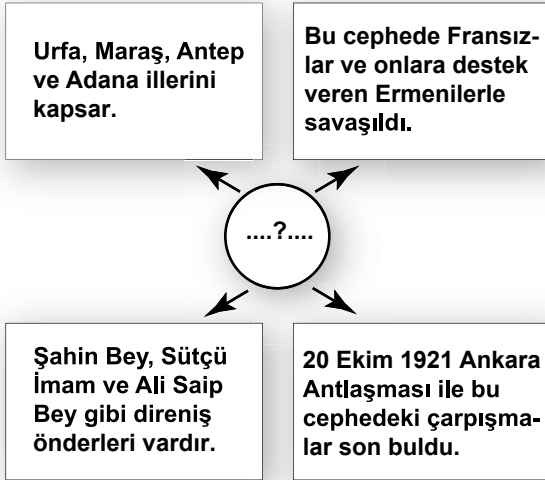 Urfa, Maraş, Antep
ve Adana illerini
kapsar.
Bu cephede Fransız-
lar ve onlara destek
veren Ermenilerle
savaşıldı.
....?....
Şahin Bey, Sütçü
İmam ve Ali Saip
Bey gibi direniş
önderleri vardır.
20 Ekim 1921 Ankara
Antlaşması ile bu
cephedeki çarpışma-
lar son buldu.